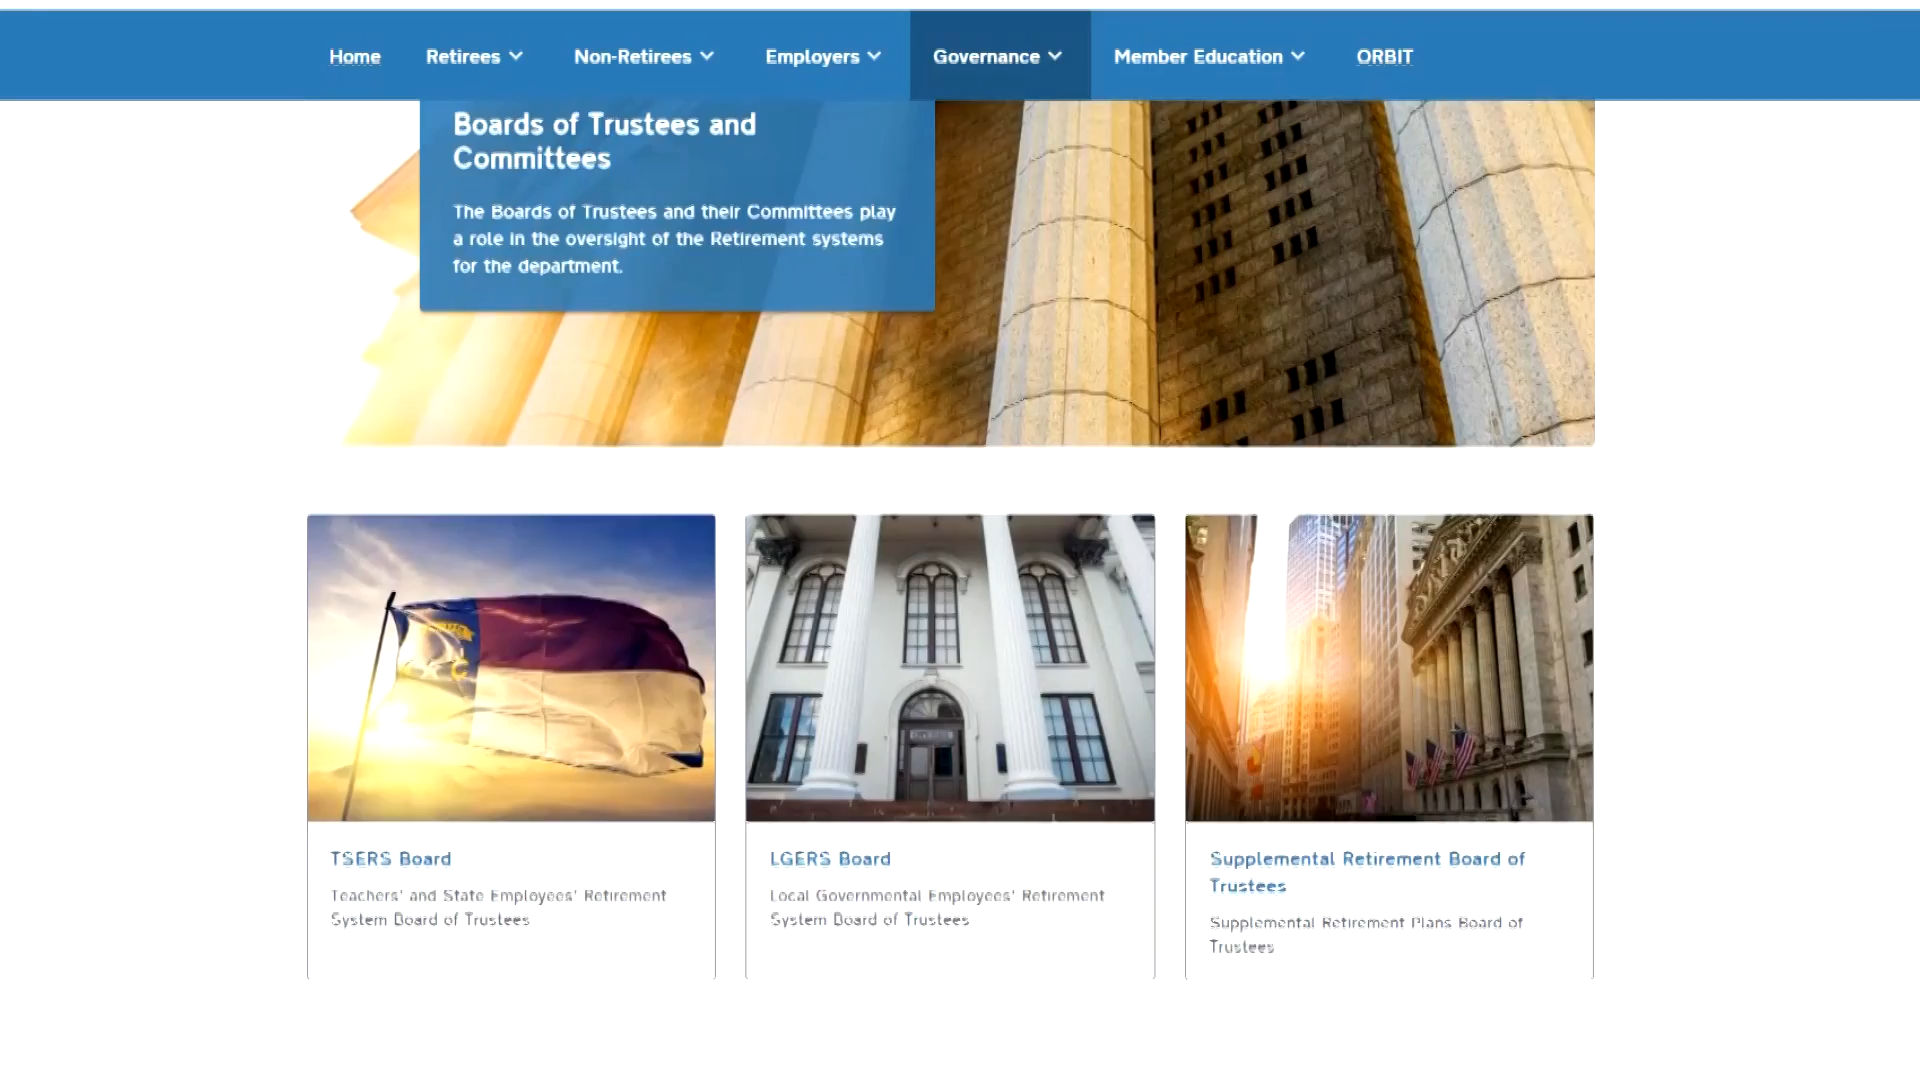 Home Retirees Non-Retirees Employers Governance Member Education ORBIT
Boards of Trustees and
Committees
The Boards of Trustees and their Committees play
a role in the oversight of the Retirement systems
for the department.
TSERS Board
Teachers' and State Employees' Retirement
System Board of Trustees
LGERS Board
Local Governmental Employees' Retirement
System Board of Trustees
Supplemental Retirement Board of
Trustees
Supplemental Retirement Plans Board of
Trustees